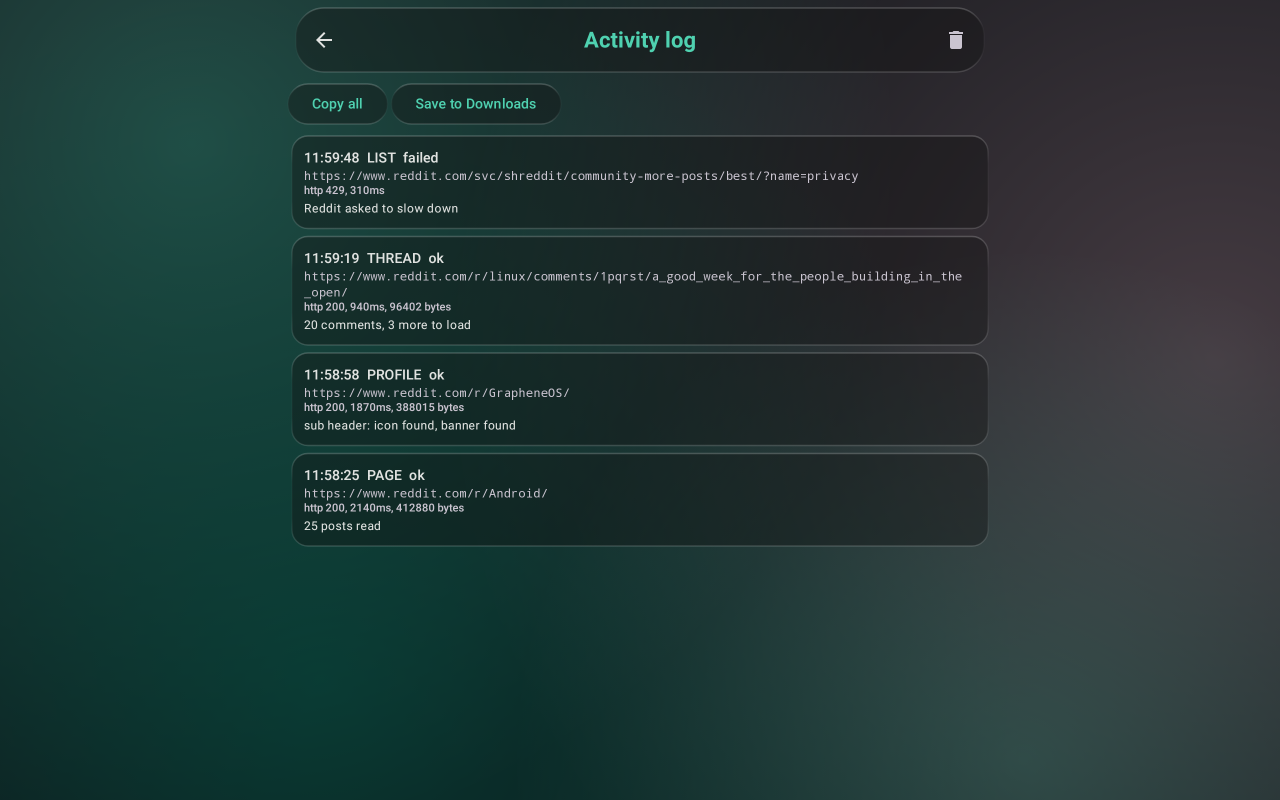 Activity log
Copy all
Save to Downloads
11:59:48 LIST failed
https://www.reddit.com/svc/shreddit/community-more-posts/best/?name=privacy
http 429, 310ms
Reddit asked to slow down
11:59:19 THREAD ok
https://www.reddit.com/r/linux/comments/1pqrst/a_good_week_for_the_people_building_in_the
_open/
http 200, 940ms, 96402 bytes
20 comments, 3 more to load
11:58:58 PROFILE ok
https://www.reddit.com/r/GrapheneOS/
http 200, 1870ms, 388015 bytes
sub header: icon found, banner found
11:58:25 PAGE ok
https://www.reddit.com/r/Android/
http 200, 2140ms, 412880 bytes
25 posts read